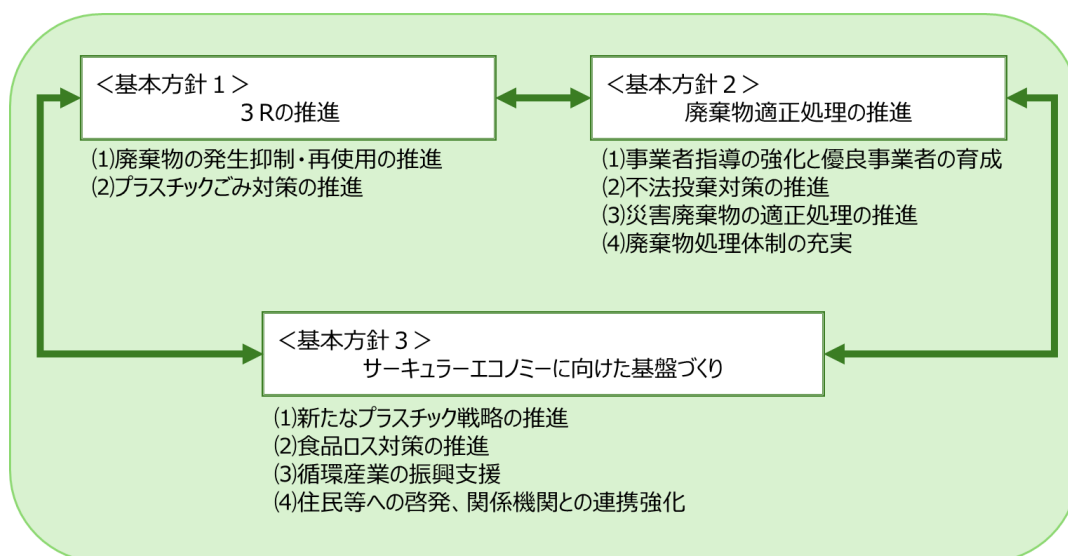 ＜基本方針１＞
３Rの推進
⑴廃棄物の発生抑制・再使用の推進
⑵プラスチックごみ対策の推進
＜基本方針２＞
廃棄物適正処理の推進
⑴事業者指導の強化と優良事業者の育成
⑵不法投棄対策の推進
⑶災害廃棄物の適正処理の推進
⑷廃棄物処理体制の充実
＜基本方針３＞
サーキュラーエコノミーに向けた基盤づくり
⑴新たなプラスチック戦略の推進
⑵食品ロス対策の推進
⑶循環産業の振興支援
⑷住民等への啓発、関係機関との連携強化